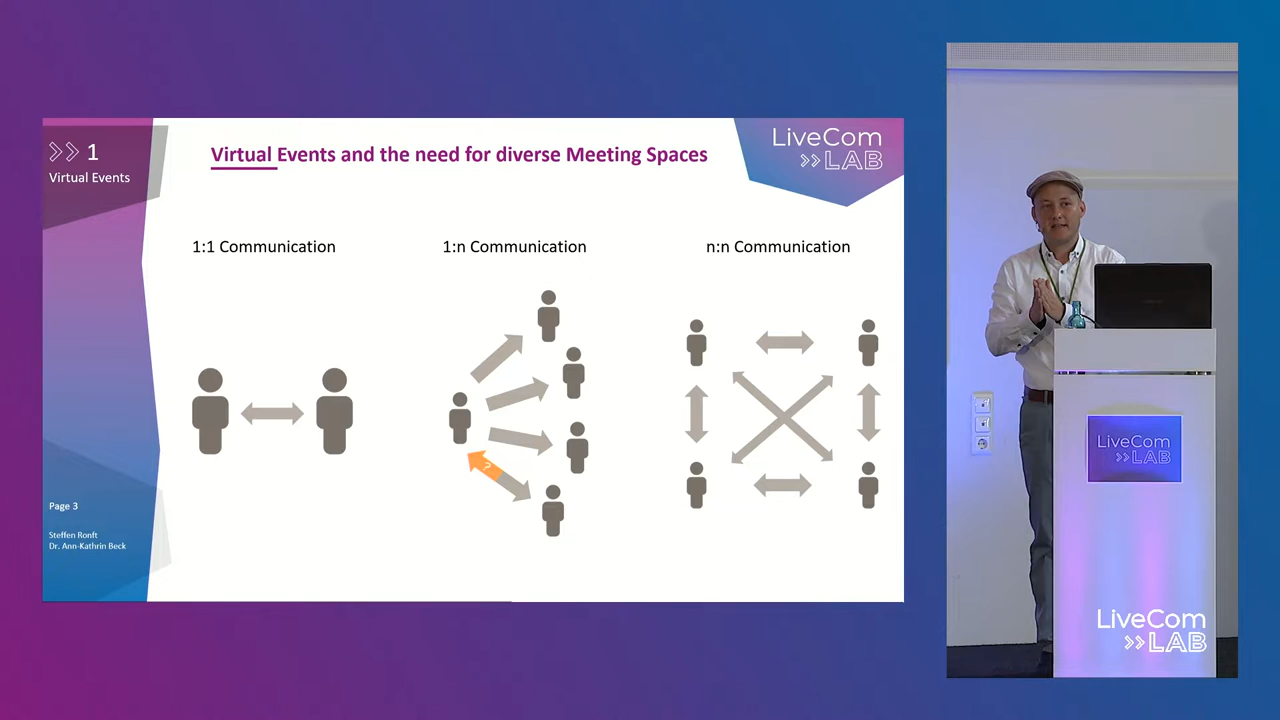 1
Virtual Events
Virtual Events and the need for diverse Meeting Spaces
LiveCom
LAB
1:1 Communication
1:n Communication
n:n Communication
?
Page 3
Steffen Ronft
Dr. Ann-Kathrin Beck
LiveCom
LAB
LiveCom
LAB